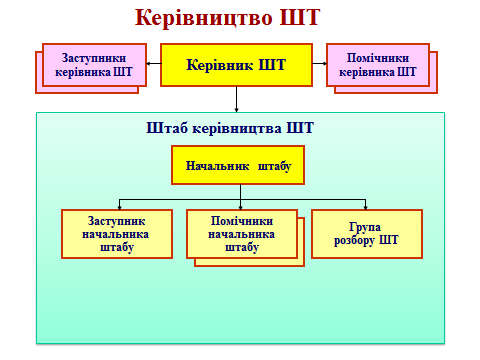 Керівництво ШТ
Заступники
керівника ШТ
Керівник ШТ
Помічники
керівника ШТ
Штаб керівництва ШТ
Начальник штабу
Заступник
начальника
штабу
Помічники
начальника
штабу
Група
розбору ШТ